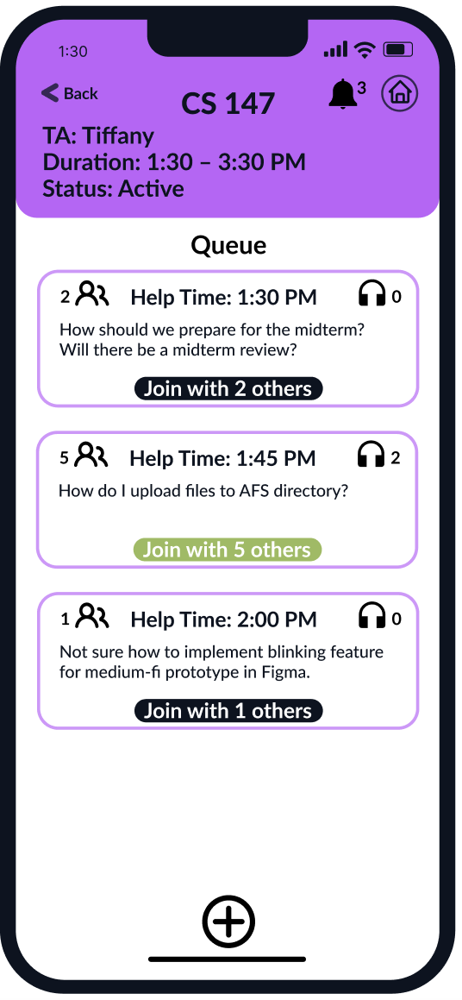 1:30
Back
CS 147
3
TA: Tiffany
Duration: 1:30 – 3:30 PM
Status: Active
Queue
2 Help Time: 1:30 PM 0
How should we prepare for the midterm?
Will there be a midterm review?
Join with 2 others
5 Help Time: 1:45 PM 2
How do I upload files to AFS directory?
Join with 5 others
1 Help Time: 2:00 PM 0
Not sure how to implement blinking feature
for medium-fi prototype in Figma.
Join with 1 others